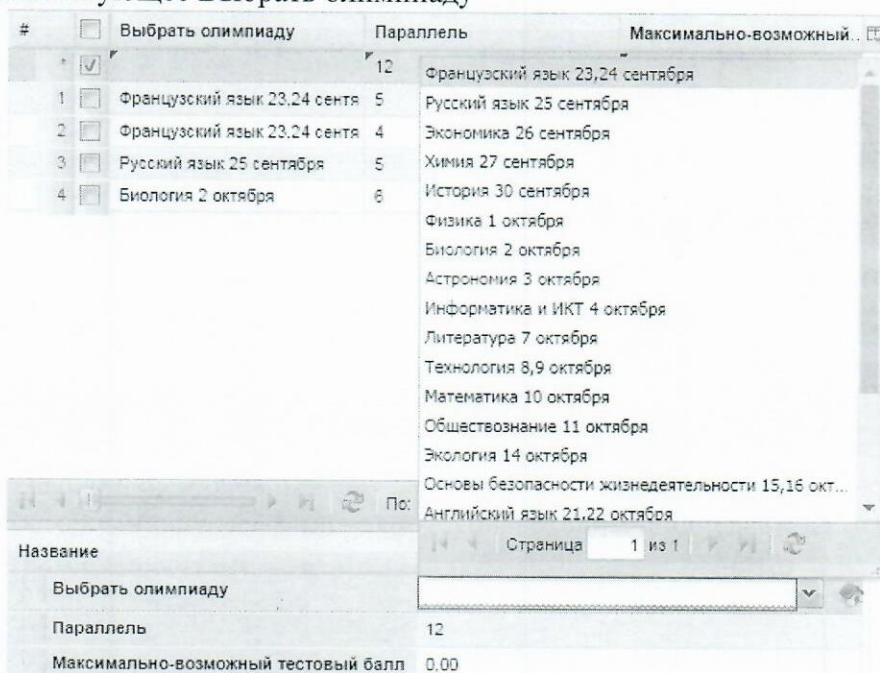 Выбрать олимпиаду
# Выбрать олимпиаду Параллель Максимально-возможный..
* 12
1 Французский язык 23,24 сентя 5
2 Французский язык 23,24 сентя 4
3 Русский язык 25 сентября 5
4 Биология 2 октября 6
Французский язык 23,24 сентября
Русский язык 25 сентября
Экономика 26 сентября
Химия 27 сентября
История 30 сентября
Физика 1 октября
Биология 2 октября
Астрономия 3 октября
Информатика и ИКТ 4 октября
Литература 7 октября
Технология 8,9 октября
Математика 10 октября
Обществознание 11 октября
Экология 14 октября
Основы безопасности жизнедеятельности 15,16 окт...
Английский язык 21,22 октября
По:
Страница 1 из 1
Название
Выбрать олимпиаду
Параллель 12
Максимально-возможный тестовый балл 0,00